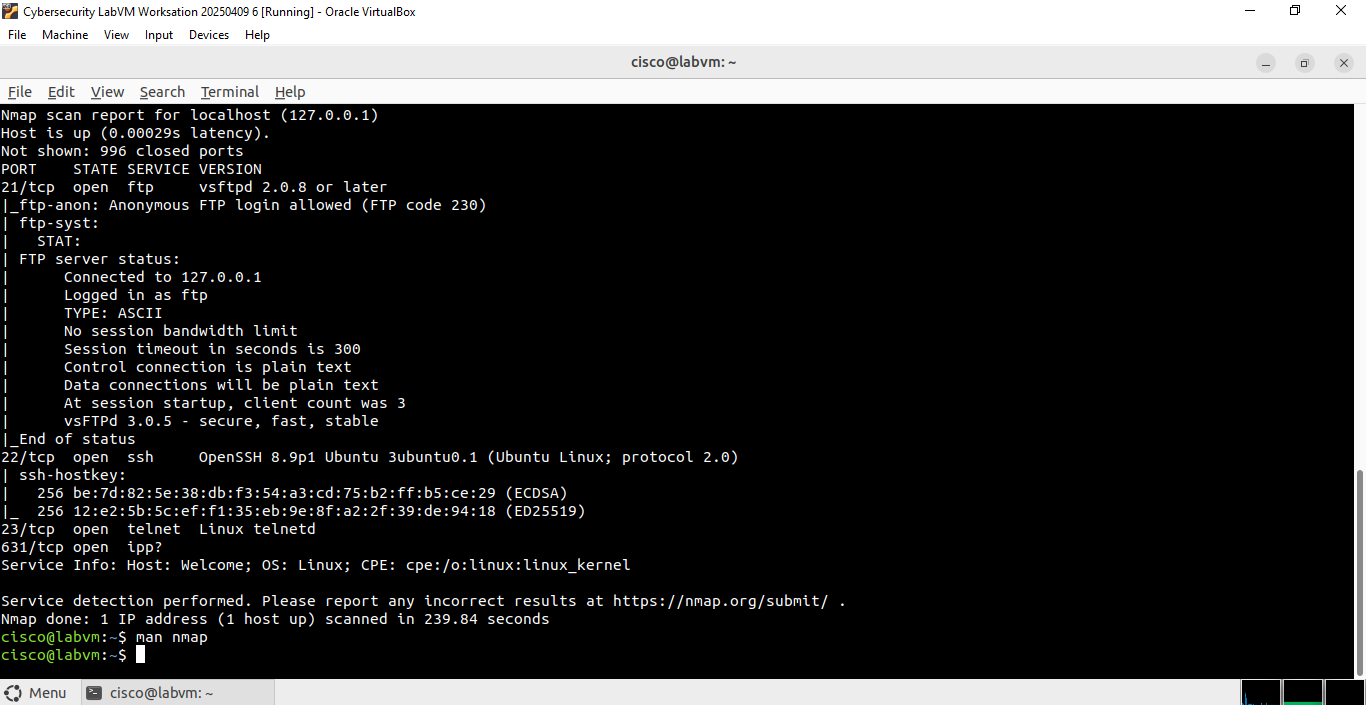 Cybersecurity LabVM Worksation 20250409 6 [Running] - Oracle VirtualBox
File Machine View Input Devices Help
cisco@labvm: ~
File Edit View Search Terminal Help
Nmap scan report for localhost (127.0.0.1)
Host is up (0.00029s latency).
Not shown: 996 closed ports
PORT    STATE SERVICE VERSION
21/tcp  open  ftp     vsftpd 2.0.8 or later
|_ftp-anon: Anonymous FTP login allowed (FTP code 230)
| ftp-syst:
|   STAT:
| FTP server status:
|      Connected to 127.0.0.1
|      Logged in as ftp
|      TYPE: ASCII
|      No session bandwidth limit
|      Session timeout in seconds is 300
|      Control connection is plain text
|      Data connections will be plain text
|      At session startup, client count was 3
|      vsFTPd 3.0.5 - secure, fast, stable
|_End of status
22/tcp  open  ssh     OpenSSH 8.9p1 Ubuntu 3ubuntu0.1 (Ubuntu Linux; protocol 2.0)
| ssh-hostkey:
|   256 be:7d:82:5e:38:db:f3:54:a3:cd:75:b2:ff:b5:ce:29 (ECDSA)
|_  256 12:e2:5b:5c:ef:f1:35:eb:9e:8f:a2:2f:39:de:94:18 (ED25519)
23/tcp  open  telnet  Linux telnetd
631/tcp open  ipp?
Service Info: Host: Welcome; OS: Linux; CPE: cpe:/o:linux:linux_kernel
Service detection performed. Please report any incorrect results at https://nmap.org/submit/ .
Nmap done: 1 IP address (1 host up) scanned in 239.84 seconds
cisco@labvm:~$ man nmap
cisco@labvm:~$
Menu cisco@labvm: ~